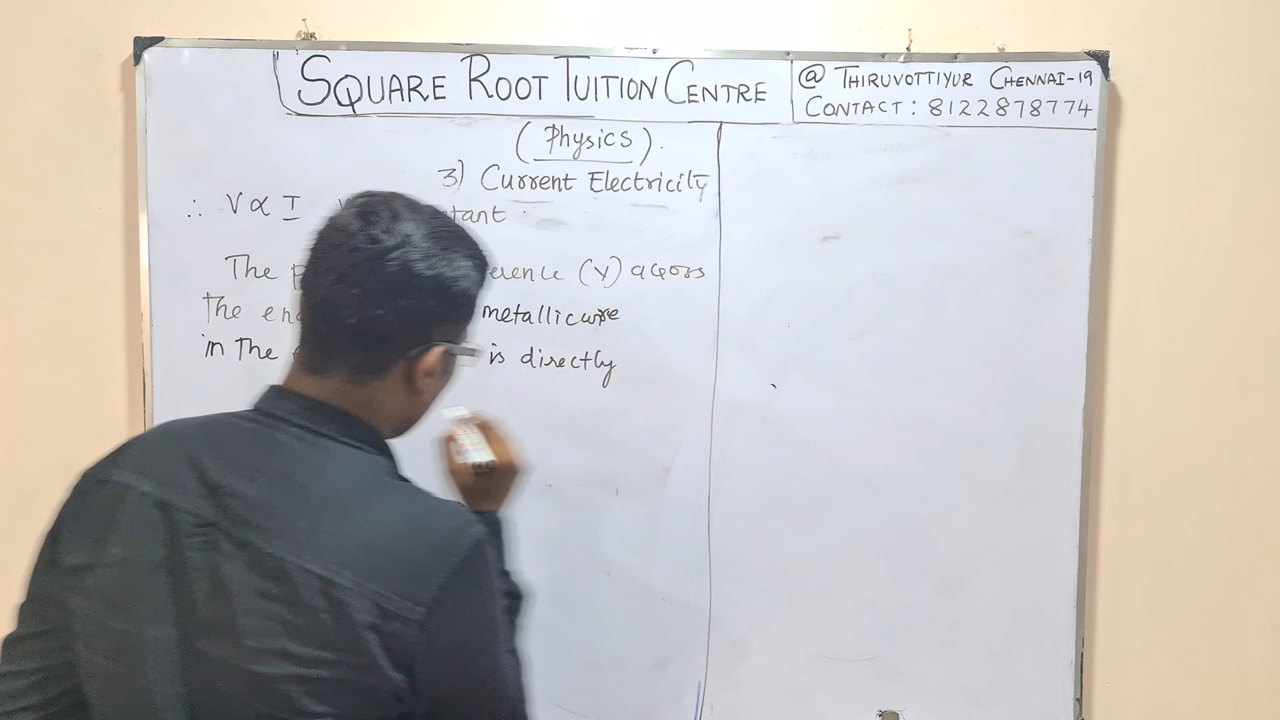 SQUARE ROOT TUITION CENTRE
@ THIRUVOTTIYUR CHENNAI-19
CONTACT : 8122878774
(Physics).
3) Current Electricity
∴ V ∝ I
The (V) across
The metallic wire
in the is directly